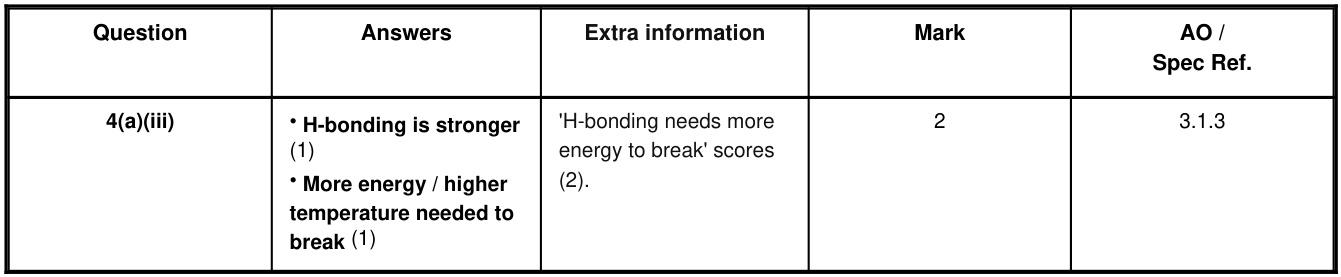 Question Answers Extra information Mark AO /
Spec Ref.
4(a)(iii)
• H-bonding is stronger
(1)
• More energy / higher
temperature needed to
break (1)
'H-bonding needs more
energy to break' scores
(2).
2
3.1.3